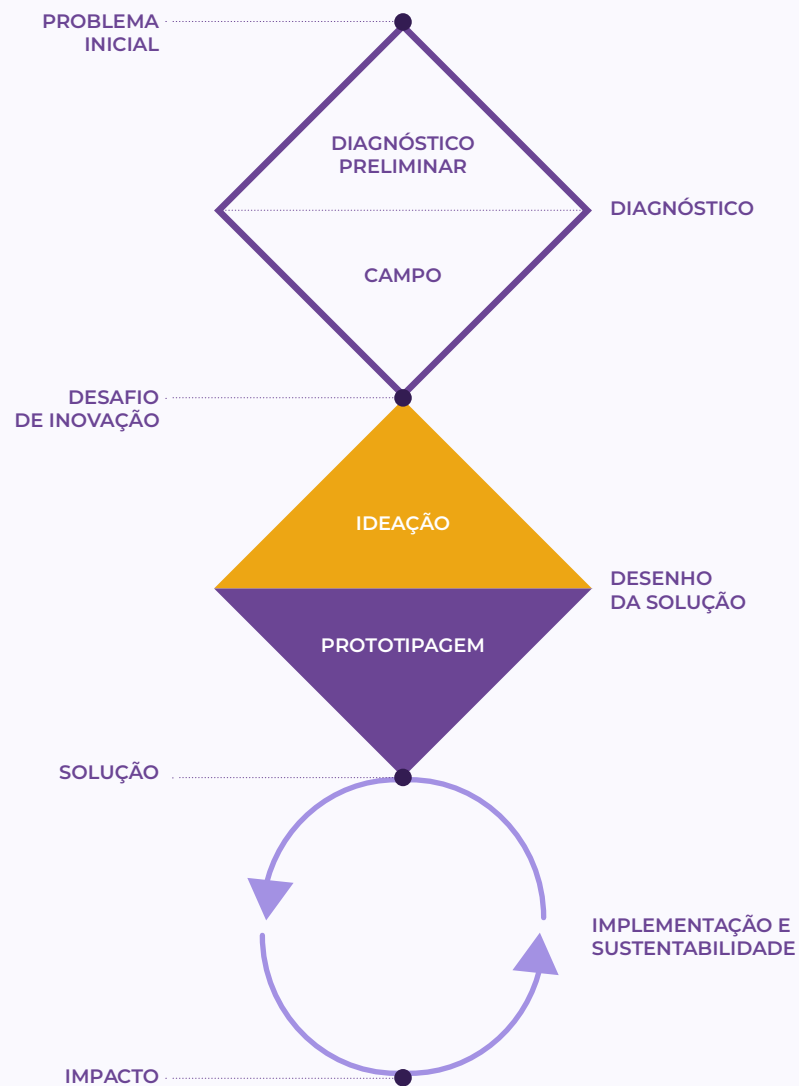 PROBLEMA
INICIAL
DIAGNÓSTICO
PRELIMINAR
DIAGNÓSTICO
CAMPO
DESAFIO
DE INOVAÇÃO
IDEAÇÃO
DESENHO
DA SOLUÇÃO
PROTOTIPAGEM
SOLUÇÃO
IMPLEMENTAÇÃO E
SUSTENTABILIDADE
IMPACTO